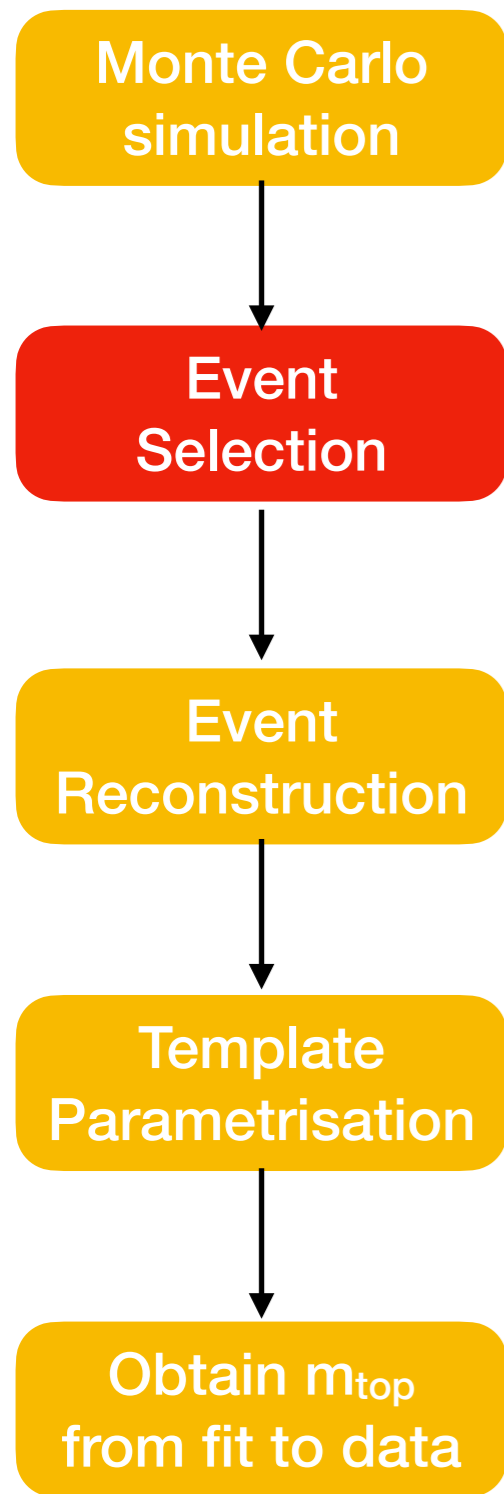 Monte Carlo
simulation
Event
Selection
Event
Reconstruction
Template
Parametrisation
Obtain mtop
from fit to data